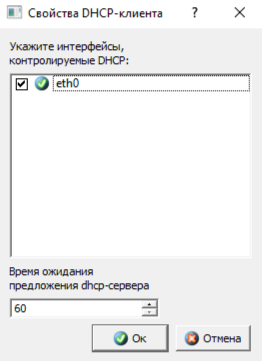 Свойства DHCP-клиента
Укажите интерфейсы,
контролируемые DHCP:
eth0
Время ожидания
предложения dhcp-сервера
60
Ок
Отмена